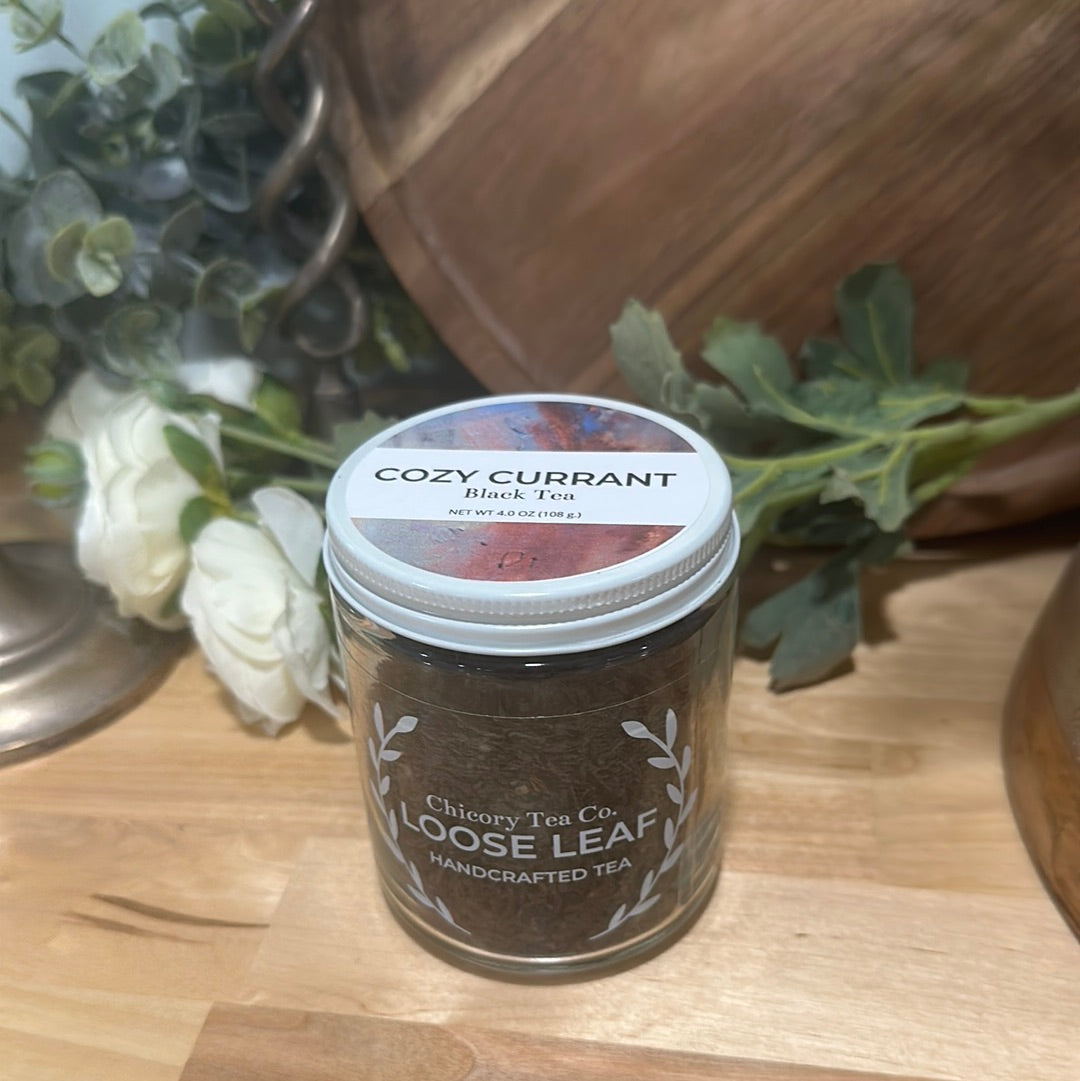 COZY CURRANT
Black Tea
NET WT 4.0 OZ (108 g.)
Chicory Tea Co.
LOOSE LEAF
HANDCRAFTED TEA